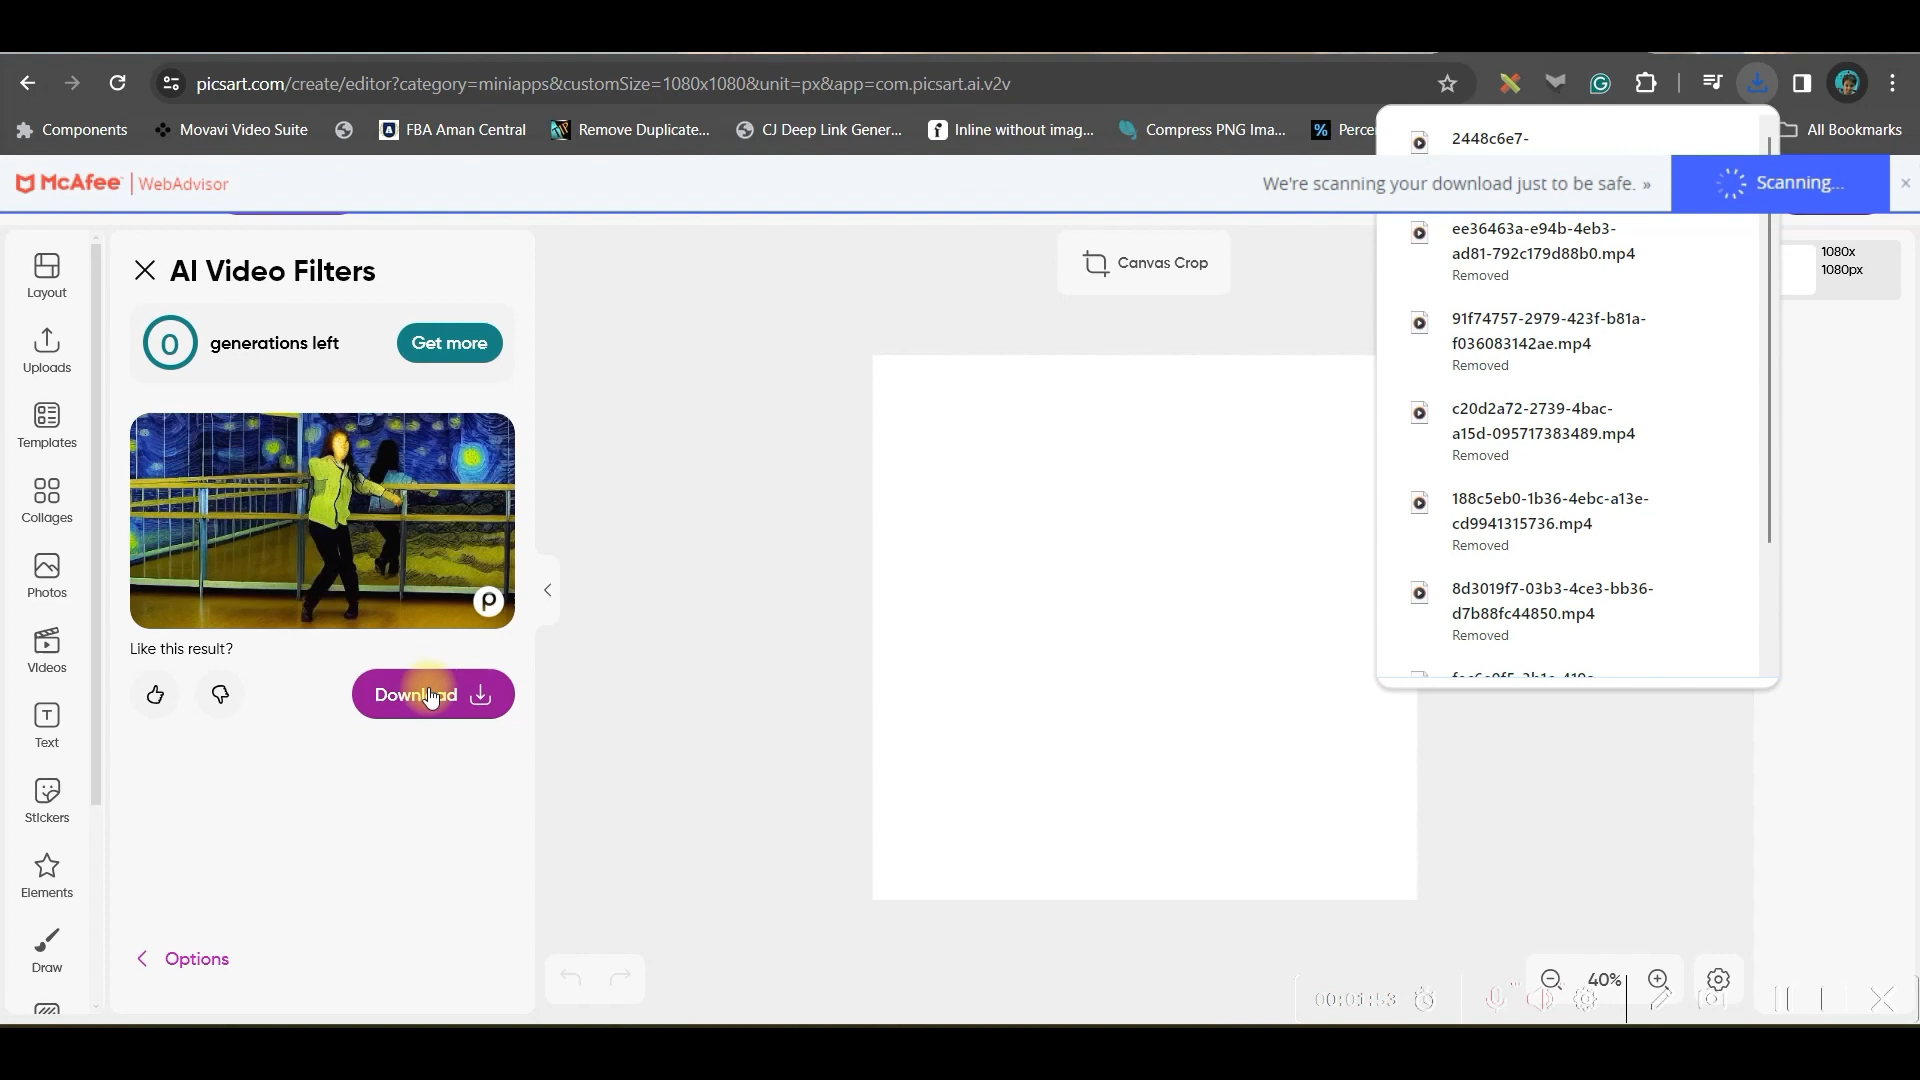 picsart.com/create/editor?category=miniapps&customSize=1080x1080&unit=px&app=com.picsart.ai.v2v
Components
Movavi Video Suite
FBA Aman Central
Remove Duplicate...
CJ Deep Link Gener...
Inline without imag...
Compress PNG Ima...
All Bookmarks
McAfee | WebAdvisor
We're scanning your download just to be safe. »
Scanning...
2448c6e7-
ee36463a-e94b-4eb3-
ad81-792c179d88b0.mp4
Removed
91f74757-2979-423f-b81a-
f036083142ae.mp4
Removed
c20d2a72-2739-4bac-
a15d-095717383489.mp4
Removed
188c5eb0-1b36-4ebc-a13e-
cd9941315736.mp4
Removed
8d3019f7-03b3-4ce3-bb36-
d7b88fc44850.mp4
Removed
Layout
Uploads
Templates
Collages
Photos
Videos
Text
Stickers
Elements
Draw
AI Video Filters
0 generations left
Get more
Like this result?
Download
Options
Canvas Crop
1080x
1080px
40%
00:01:53